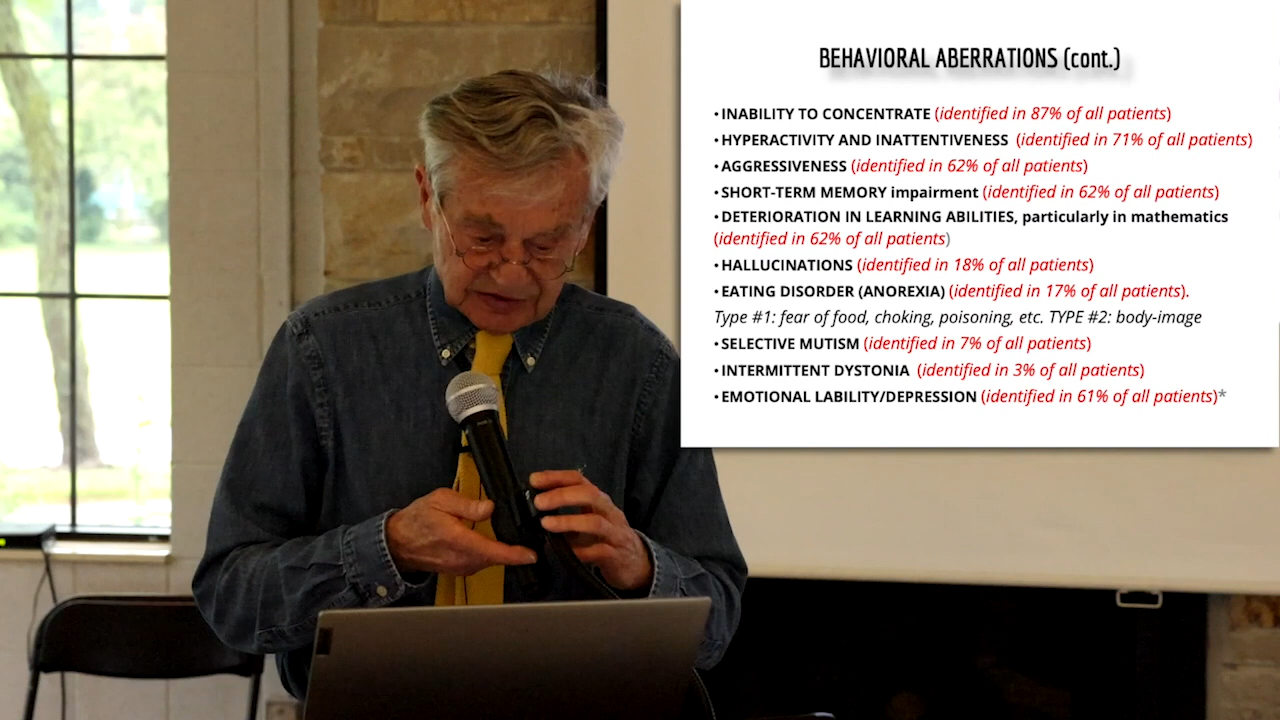 BEHAVIORAL ABERRATIONS (cont.)
• INABILITY TO CONCENTRATE (identified in 87% of all patients)
• HYPERACTIVITY AND INATTENTIVENESS (identified in 71% of all patients)
• AGGRESSIVENESS (identified in 62% of all patients)
• SHORT-TERM MEMORY impairment (identified in 62% of all patients)
• DETERIORATION IN LEARNING ABILITIES, particularly in mathematics
(identified in 62% of all patients)
• HALLUCINATIONS (identified in 18% of all patients)
• EATING DISORDER (ANOREXIA) (identified in 17% of all patients).
Type #1: fear of food, choking, poisoning, etc. TYPE #2: body-image
• SELECTIVE MUTISM (identified in 7% of all patients)
• INTERMITTENT DYSTONIA (identified in 3% of all patients)
• EMOTIONAL LABILITY/DEPRESSION (identified in 61% of all patients)*